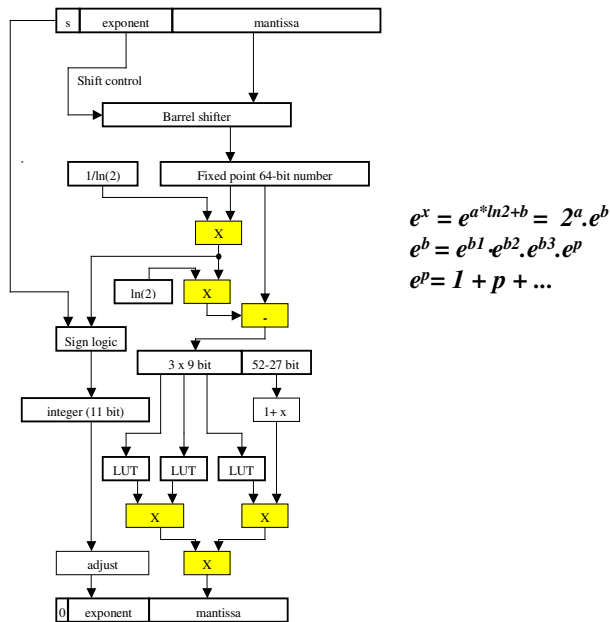 s exponent mantissa
Shift control
Barrel shifter
1/ln(2) Fixed point 64-bit number
X
ln(2) X
-
Sign logic
3 x 9 bit 52-27 bit
integer (11 bit) 1+ x
LUT LUT LUT
X X
adjust X
0 exponent mantissa
e^x = e^{a*ln2+b} = 2^a.e^b
e^b = e^{b1}·e^{b2}.e^{b3}.e^p
e^p= 1 + p + ...